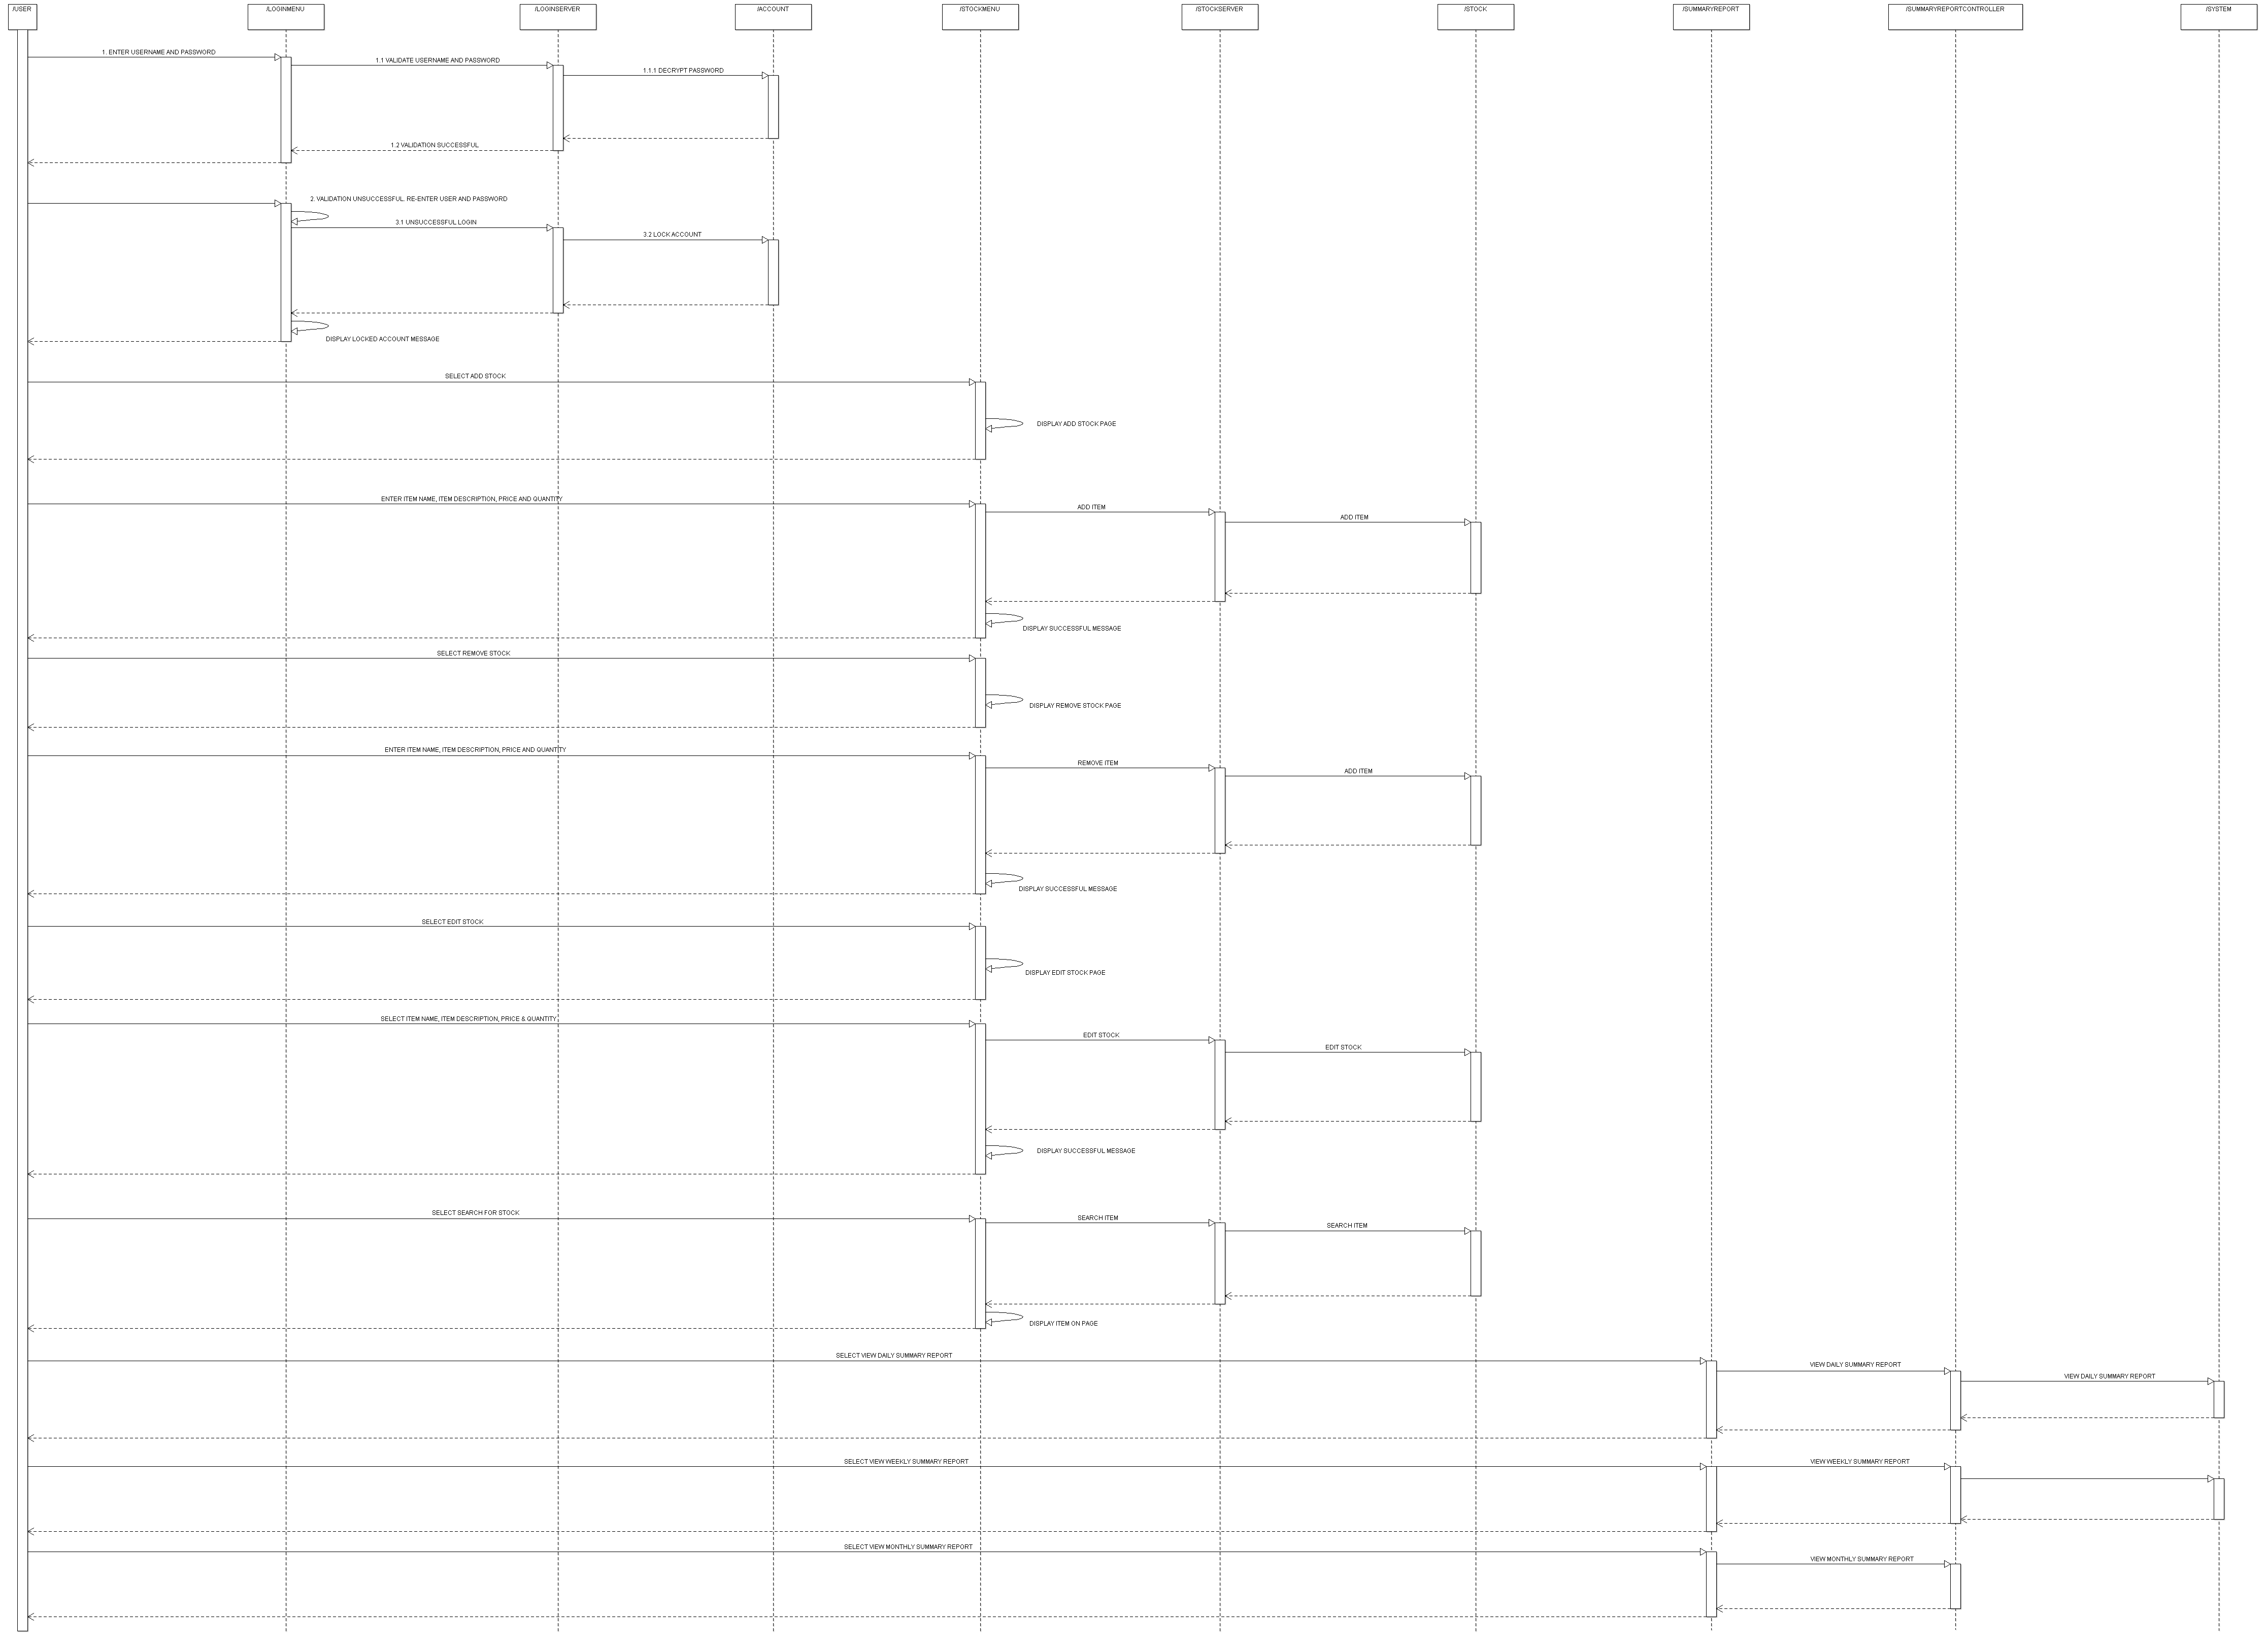 /USER
/LOGINMENU
/LOGINSERVER
/ACCOUNT
/STOCKMENU
/STOCKSERVER
/STOCK
/SUMMARYREPORT
/SUMMARYREPORTCONTROLLER
/SYSTEM
1. ENTER USERNAME AND PASSWORD
1.1 VALIDATE USERNAME AND PASSWORD
1.1.1 DECRYPT PASSWORD
1.2 VALIDATION SUCCESSFUL
2. VALIDATION UNSUCCESSFUL. RE-ENTER USER AND PASSWORD
3.1 UNSUCCESSFUL LOGIN
3.2 LOCK ACCOUNT
DISPLAY LOCKED ACCOUNT MESSAGE
SELECT ADD STOCK
DISPLAY ADD STOCK PAGE
ENTER ITEM NAME, ITEM DESCRIPTION, PRICE AND QUANTITY
ADD ITEM
ADD ITEM
DISPLAY SUCCESSFUL MESSAGE
SELECT REMOVE STOCK
DISPLAY REMOVE STOCK PAGE
ENTER ITEM NAME, ITEM DESCRIPTION, PRICE AND QUANTITY
REMOVE ITEM
ADD ITEM
DISPLAY SUCCESSFUL MESSAGE
SELECT EDIT STOCK
DISPLAY EDIT STOCK PAGE
SELECT ITEM NAME, ITEM DESCRIPTION, PRICE & QUANTITY
EDIT STOCK
EDIT STOCK
DISPLAY SUCCESSFUL MESSAGE
SELECT SEARCH FOR STOCK
SEARCH ITEM
SEARCH ITEM
DISPLAY ITEM ON PAGE
SELECT VIEW DAILY SUMMARY REPORT
VIEW DAILY SUMMARY REPORT
VIEW DAILY SUMMARY REPORT
SELECT VIEW WEEKLY SUMMARY REPORT
VIEW WEEKLY SUMMARY REPORT
SELECT VIEW MONTHLY SUMMARY REPORT
VIEW MONTHLY SUMMARY REPORT